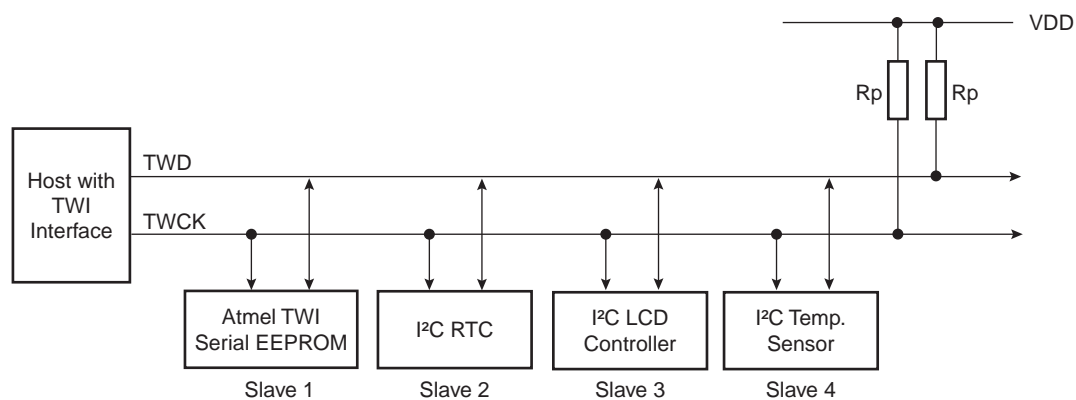 VDD
Rp
Rp
Host with
TWI
Interface
TWD
TWCK
Atmel TWI
Serial EEPROM
I²C RTC
I²C LCD
Controller
I²C Temp.
Sensor
Slave 1
Slave 2
Slave 3
Slave 4